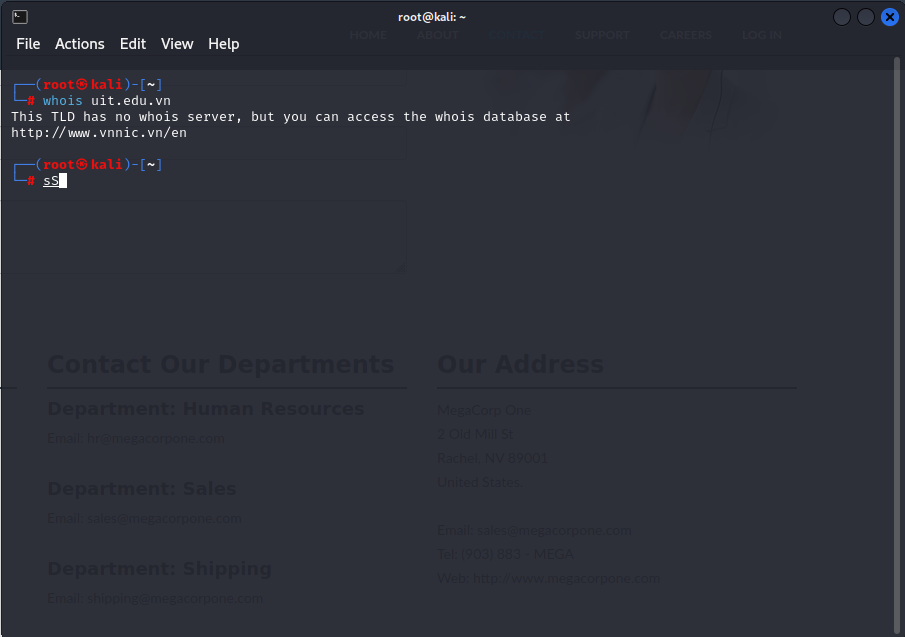 root@kali: ~
File Actions Edit View Help
HOME ABOUT CONTACT SUPPORT CAREERS LOG IN
┌──(root㉿kali)-[~]
└─# whois uit.edu.vn
This TLD has no whois server, but you can access the whois database at
http://www.vnnic.vn/en
┌──(root㉿kali)-[~]
└─# sS
Contact Our Departments
Department: Human Resources
Email: hr@megacorpone.com
Department: Sales
Email: sales@megacorpone.com
Department: Shipping
Email: shipping@megacorpone.com
Our Address
MegaCorp One
2 Old Mill St
Rachel, NV 89001
United States
Email: sales@megacorpone.com
Tel: (903) 883 - MEGA
Web: http://www.megacorpone.com